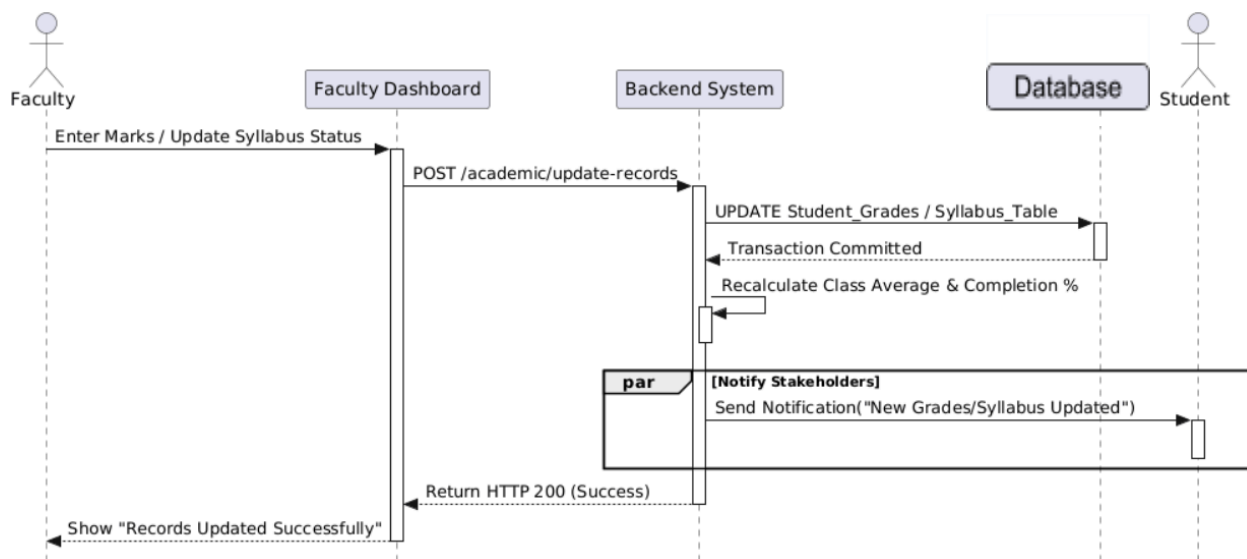 Faculty
Faculty Dashboard
Backend System
Database
Student
Enter Marks / Update Syllabus Status
POST /academic/update-records
UPDATE Student_Grades / Syllabus_Table
Transaction Committed
Recalculate Class Average & Completion %
par [Notify Stakeholders]
Send Notification("New Grades/Syllabus Updated")
Return HTTP 200 (Success)
Show "Records Updated Successfully"